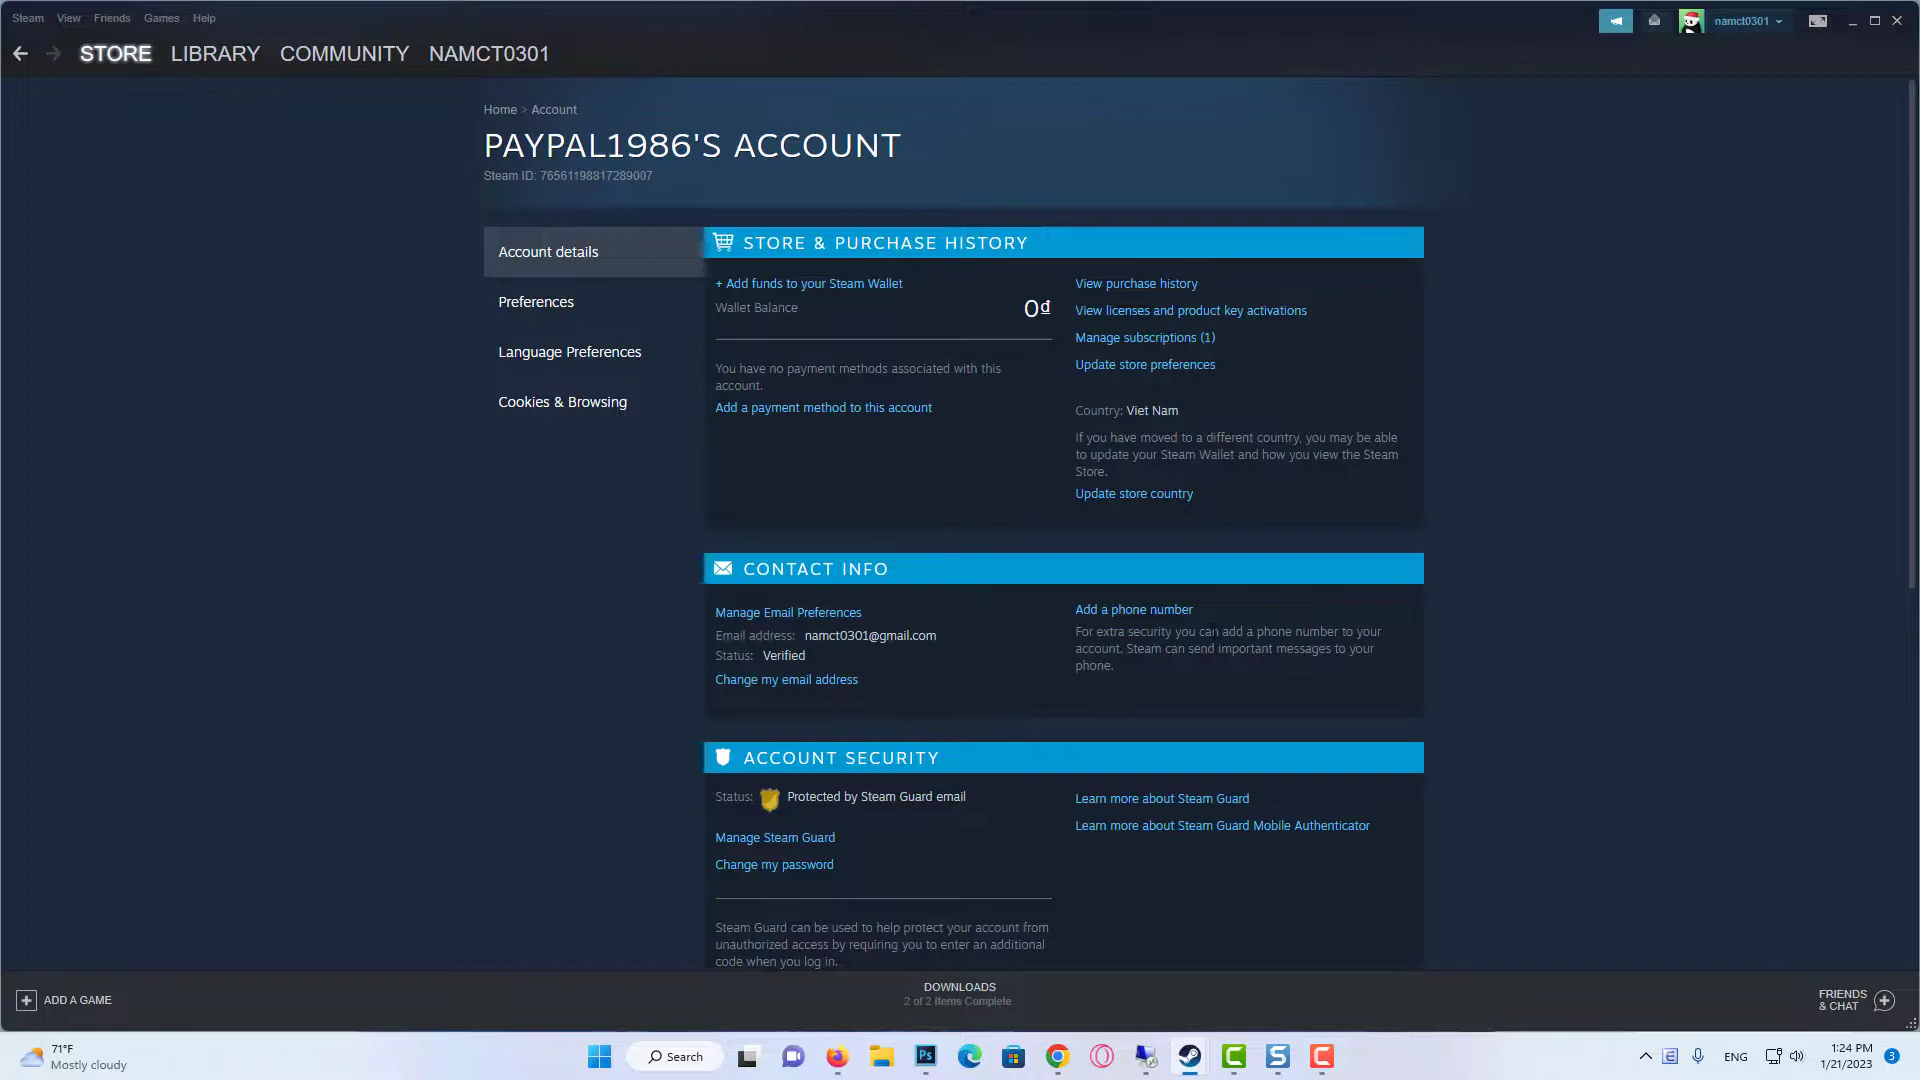 Steam View Friends Games Help
namct0301
STORE LIBRARY COMMUNITY NAMCT0301
Home > Account
PAYPAL1986'S ACCOUNT
Steam ID: 76561198817289007
Account details
Preferences
Language Preferences
Cookies & Browsing
STORE & PURCHASE HISTORY
+ Add funds to your Steam Wallet
Wallet Balance 0₫
You have no payment methods associated with this
account.
Add a payment method to this account
View purchase history
View licenses and product key activations
Manage subscriptions (1)
Update store preferences
Country: Viet Nam
If you have moved to a different country, you may be able
to update your Steam Wallet and how you view the Steam
Store.
Update store country
CONTACT INFO
Manage Email Preferences
Email address: namct0301@gmail.com
Status: Verified
Change my email address
Add a phone number
For extra security you can add a phone number to your
account. Steam can send important messages to your
phone.
ACCOUNT SECURITY
Status: Protected by Steam Guard email
Manage Steam Guard
Change my password
Steam Guard can be used to help protect your account from
unauthorized access by requiring you to enter an additional
code when you log in.
Learn more about Steam Guard
Learn more about Steam Guard Mobile Authenticator
ADD A GAME
DOWNLOADS
2 of 2 Items Complete
FRIENDS
& CHAT
71°F
Mostly cloudy
Search
Ps
ENG
1:24 PM
1/21/2023
3